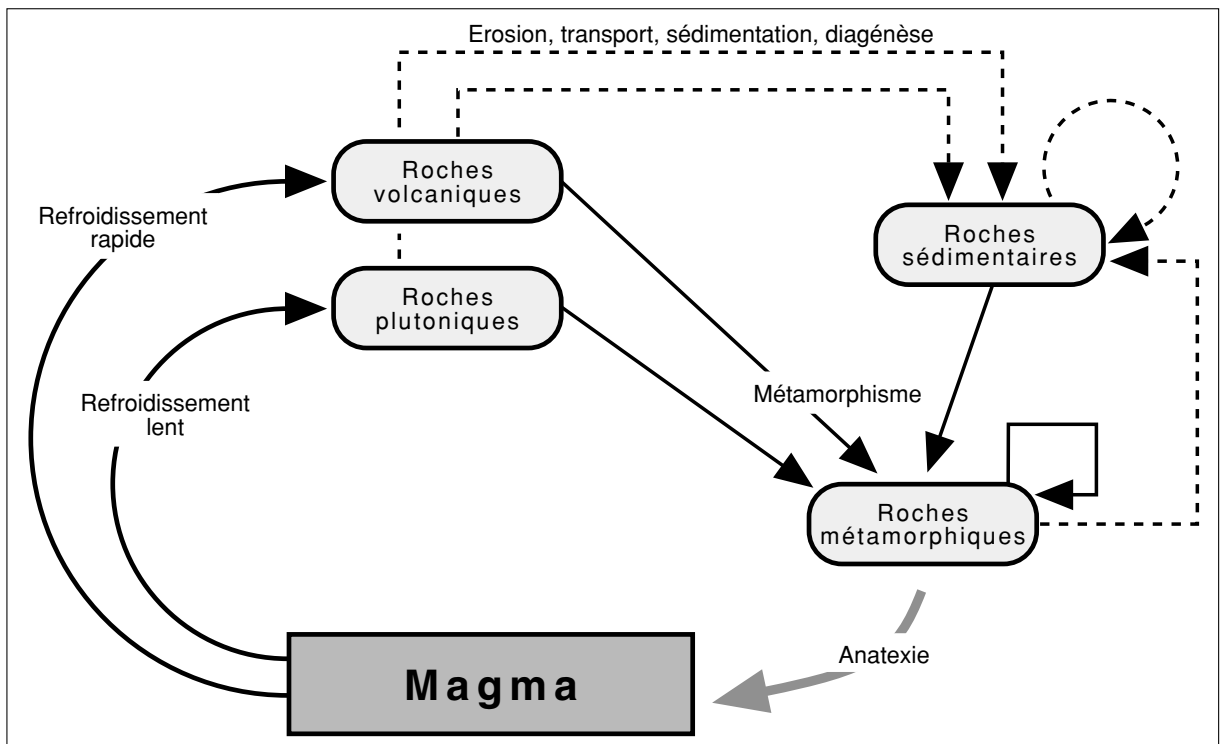 Erosion, transport, sédimentation, diagénèse
Roches
volcaniques
Refroidissement
rapide
Roches
sédimentaires
Roches
plutoniques
Métamorphisme
Refroidissement
lent
Roches
métamorphiques
Anatexie
Magma